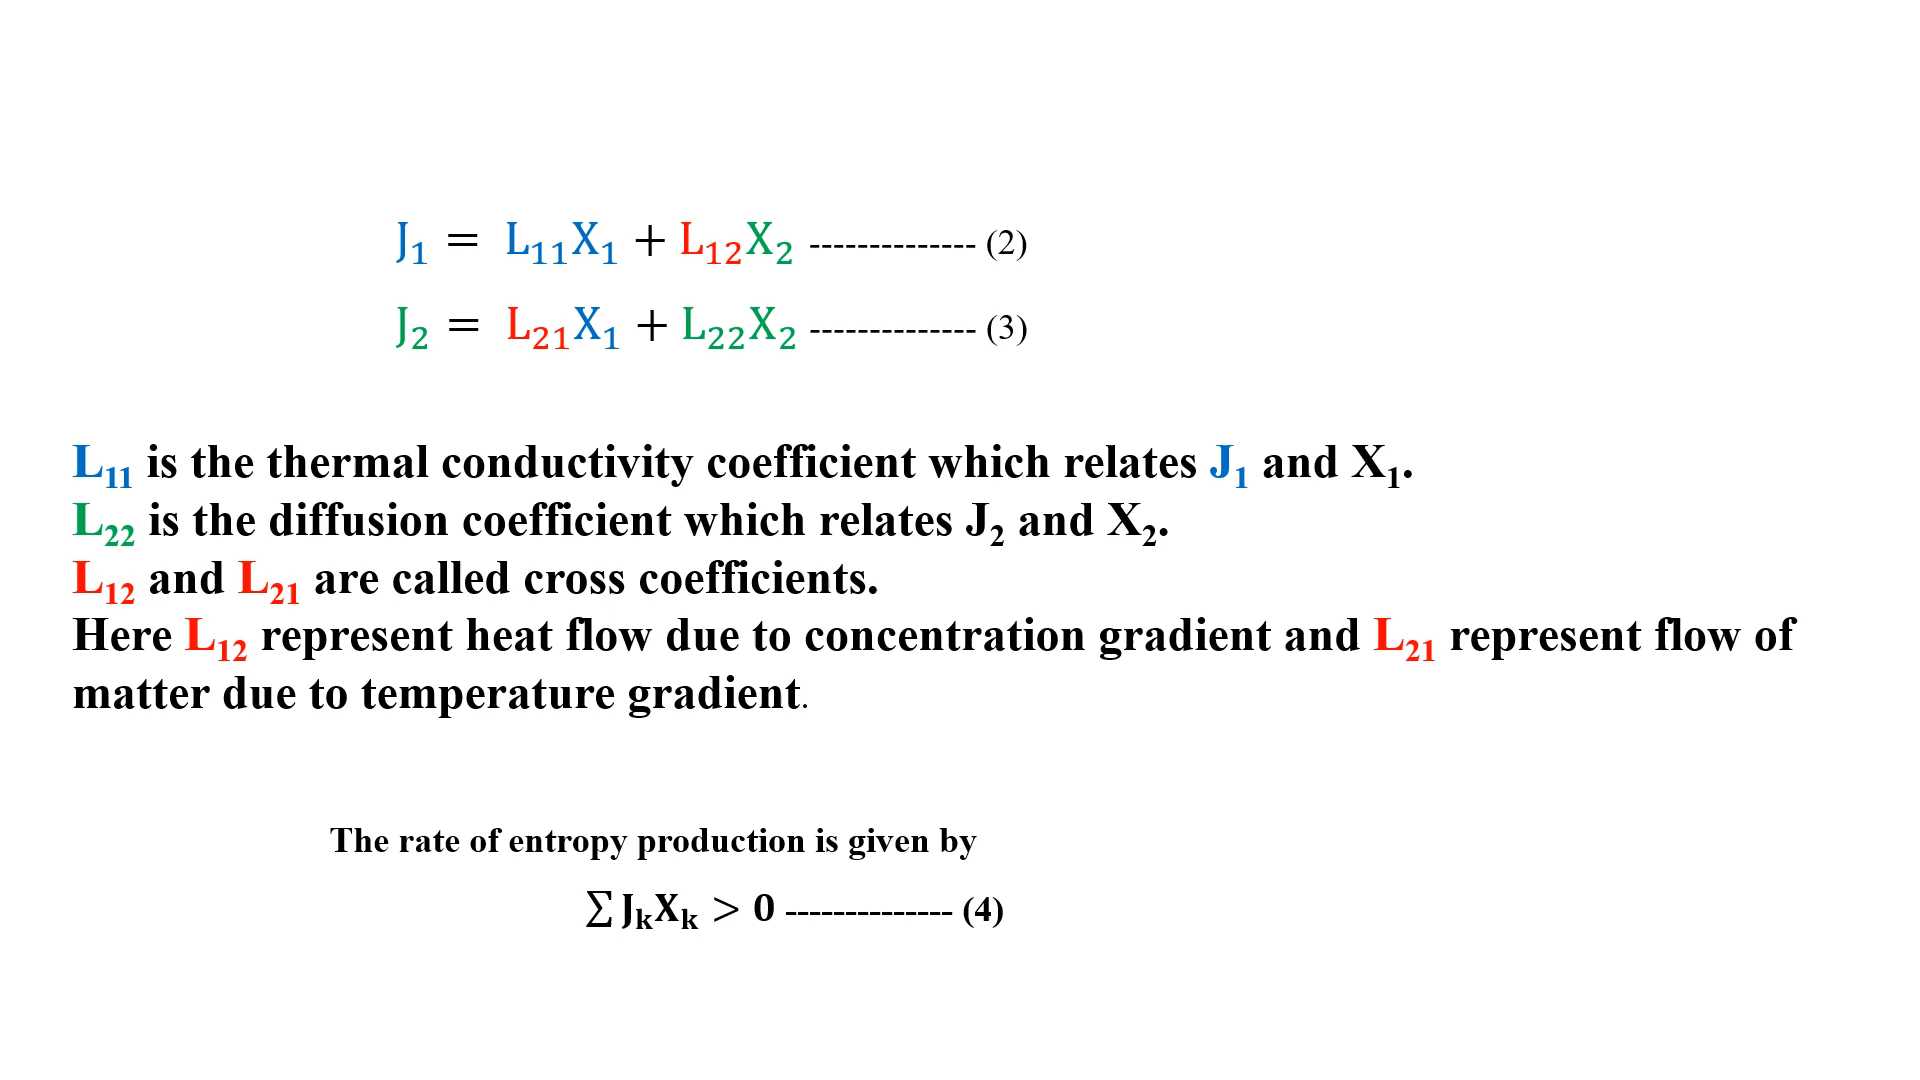 J₁ = L₁₁X₁ + L₁₂X₂ -------------- (2)
J₂ = L₂₁X₁ + L₂₂X₂ -------------- (3)
L₁₁ is the thermal conductivity coefficient which relates J₁ and X₁.
L₂₂ is the diffusion coefficient which relates J₂ and X₂.
L₁₂ and L₂₁ are called cross coefficients.
Here L₁₂ represent heat flow due to concentration gradient and L₂₁ represent flow of
matter due to temperature gradient.
The rate of entropy production is given by
∑ JₖXₖ > 0 -------------- (4)